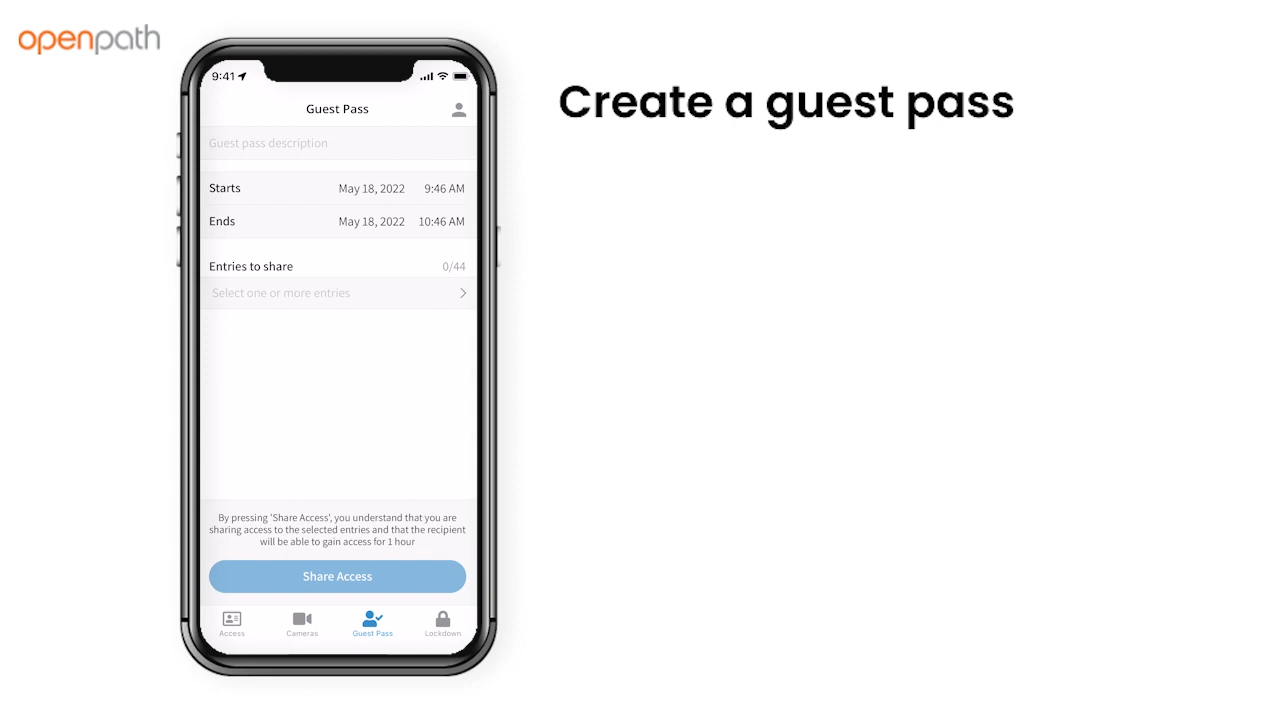 openpath
Create a guest pass
9:41
Guest Pass
Guest pass description
Starts May 18, 2022 9:46 AM
Ends May 18, 2022 10:46 AM
Entries to share 0/44
Select one or more entries
By pressing 'Share Access', you understand that you are
sharing access to the selected entries and that the recipient
will be able to gain access for 1 hour
Share Access
Access Cameras Guest Pass Lockdown